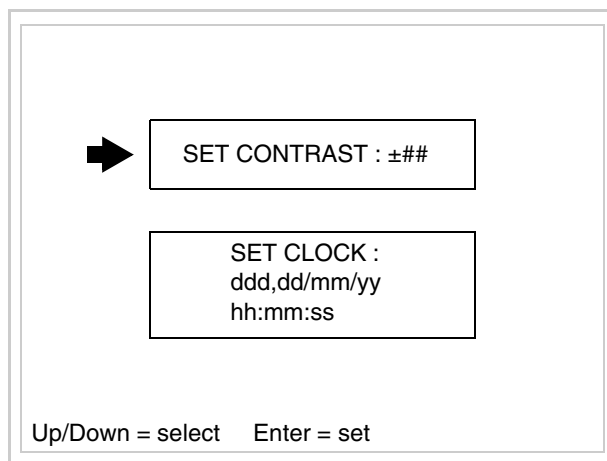 SET CONTRAST : ±##
SET CLOCK :
ddd,dd/mm/yy
hh:mm:ss
Up/Down = select Enter = set